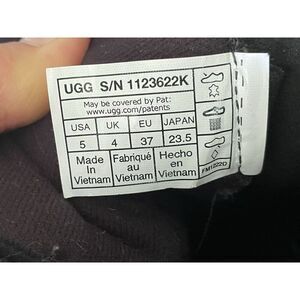 UGG S/N 1123622K
May be covered by Pat:
www.ugg.com/patents
USA UK EU JAPAN
5 4 37 23.5
Made In Vietnam
Fabriqué au Vietnam
Hecho en Vietnam
FM1222D